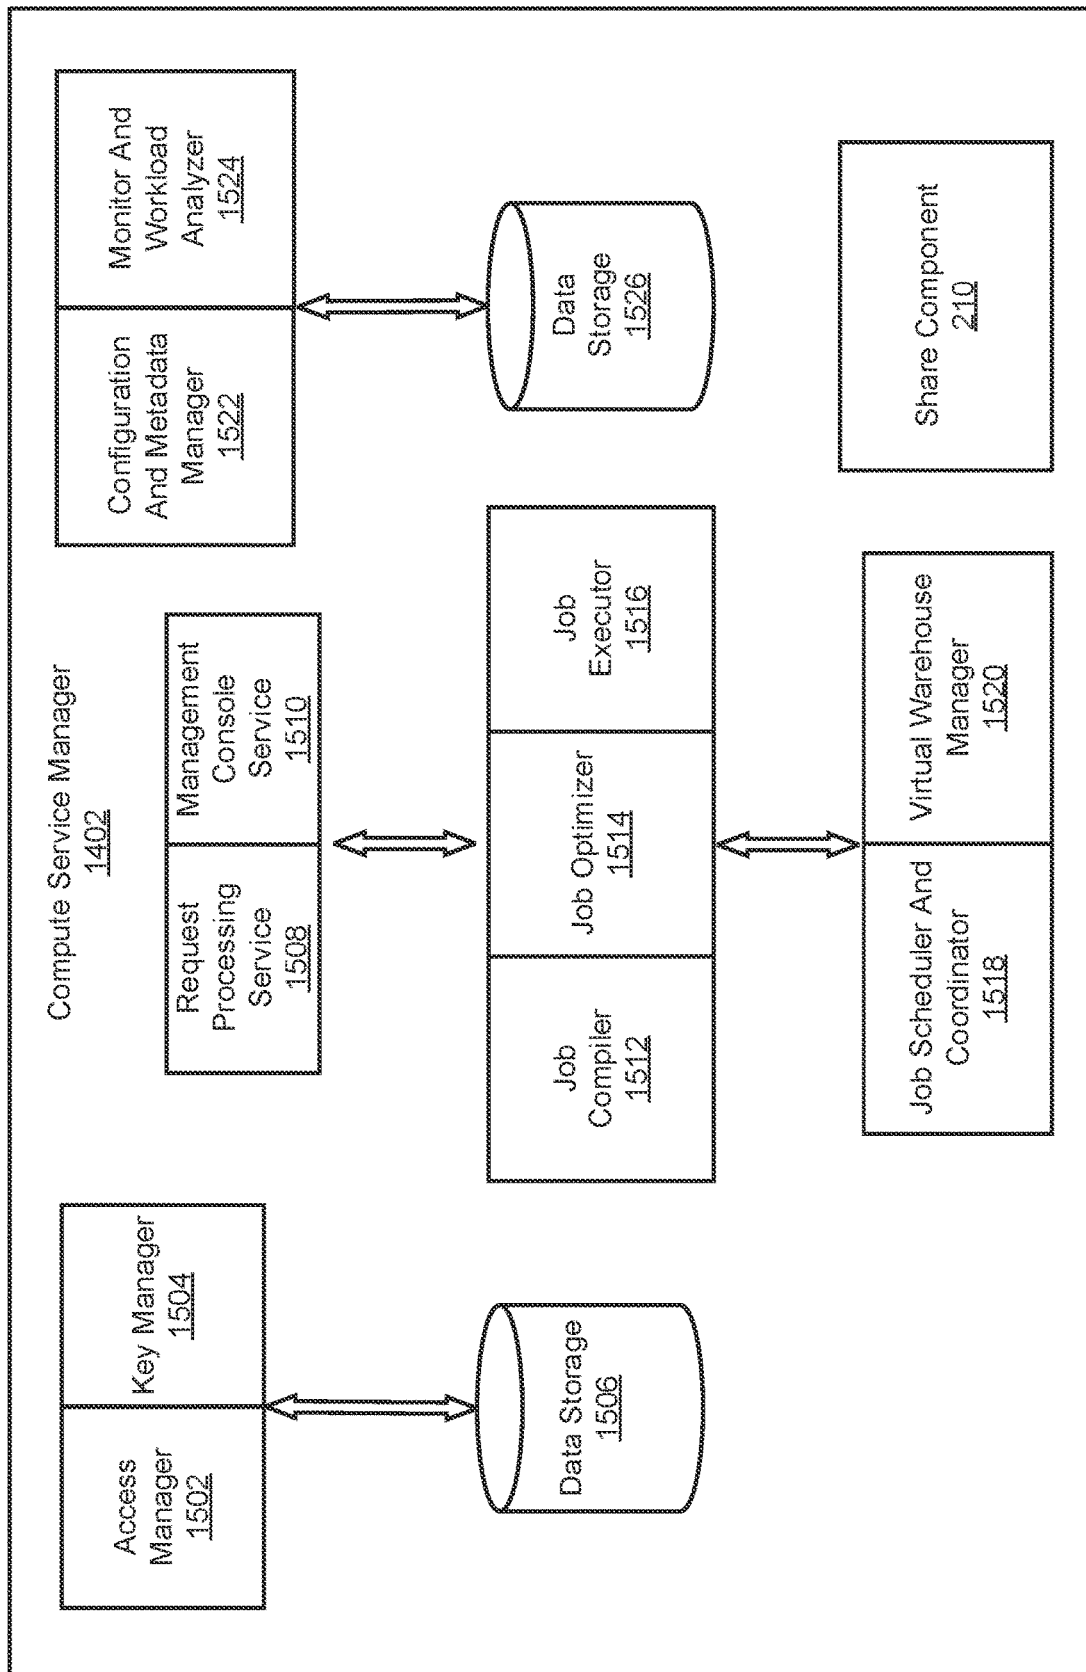 Compute Service Manager
1402
Access
Manager
1502
Key Manager
1504
Data Storage
1506
Request
Processing
Service
1508
Management
Console
Service
1510
Job
Compiler
1512
Job Optimizer
1514
Job
Executor
1516
Job Scheduler And
Coordinator
1518
Virtual Warehouse
Manager
1520
Configuration
And Metadata
Manager
1522
Monitor And
Workload
Analyzer
1524
Data
Storage
1526
Share Component
210